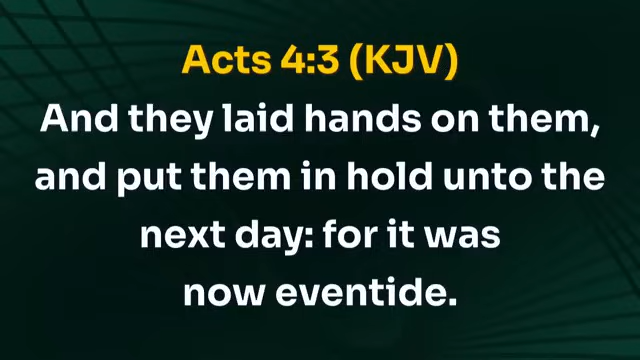 Acts 4:3 (KJV)
And they laid hands on them,
and put them in hold unto the
next day: for it was
now eventide.